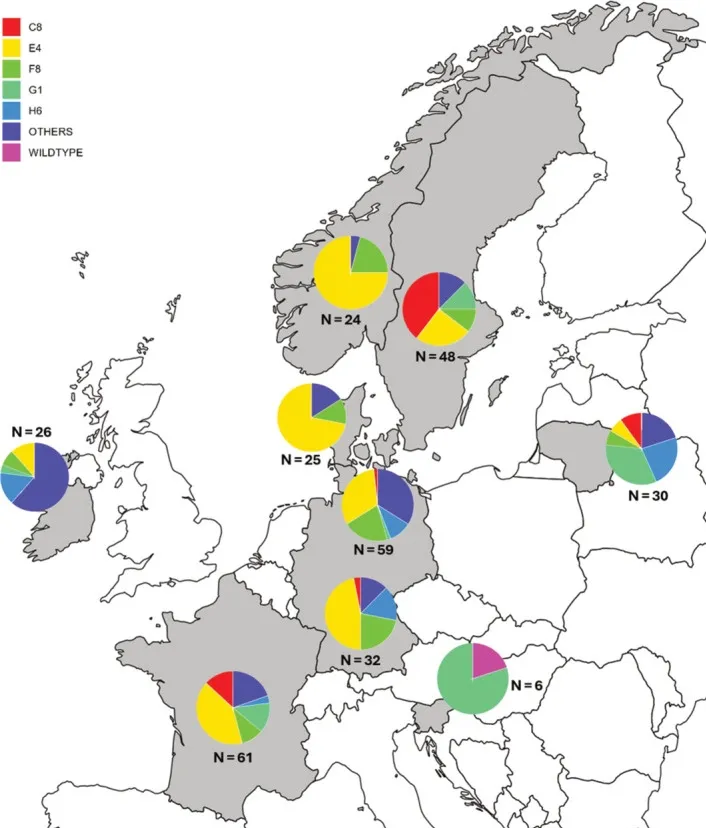 C8
E4
F8
G1
H6
OTHERS
WILDTYPE
N = 24
N = 48
N = 26
N = 25
N = 30
N = 59
N = 32
N = 6
N = 61